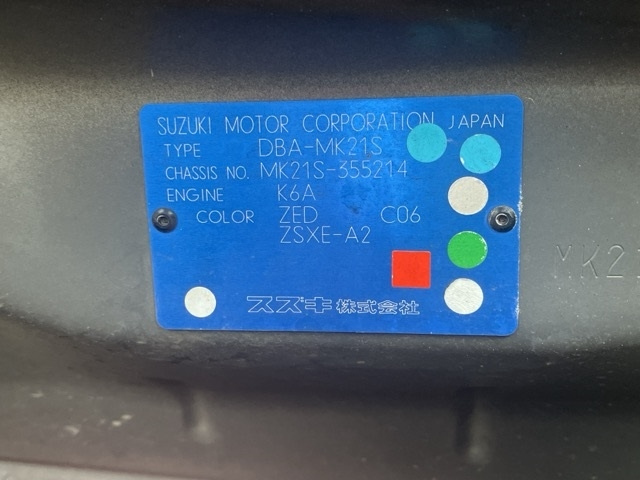 SUZUKI MOTOR CORPORATION JAPAN
TYPE DBA-MK21S
CHASSIS NO. MK21S-355214
ENGINE K6A
COLOR ZED C06
ZSXE-A2
スズキ株式会社
MK2